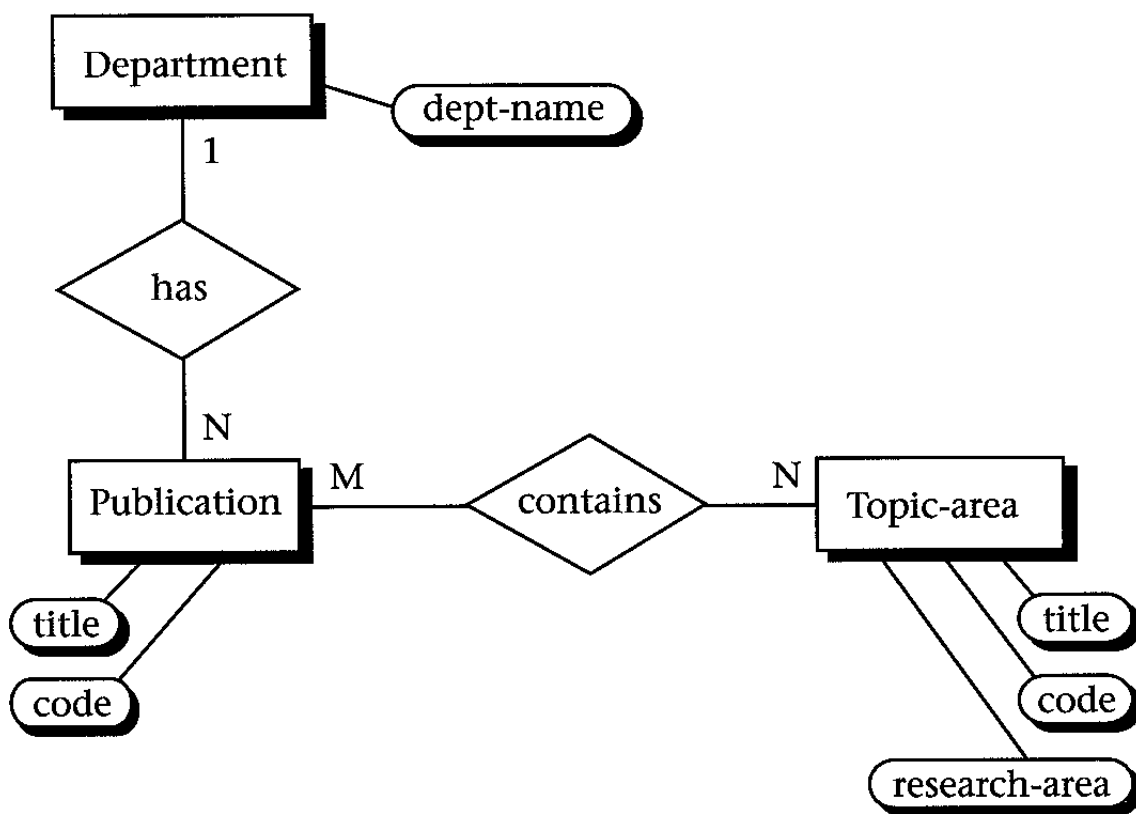 Department
dept-name
1
has
N
Publication
M
contains
N
Topic-area
title
code
title
code
research-area